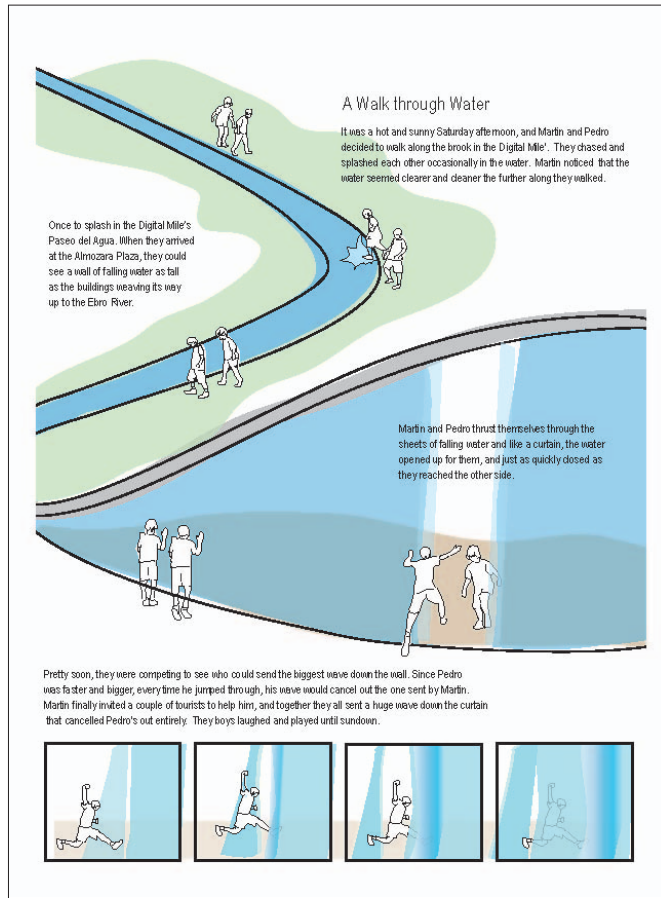 A Walk through Water
It was a hot and sunny Saturday afternoon, and Martin and Pedro
decided to walk along the brook in the Digital Mile'. They chased and
splashed each other occasionally in the water. Martin noticed that the
water seemed clearer and cleaner the further along they walked.
Once to splash in the Digital Mile's
Paseo del Agua. When they arrived
at the Almozara Plaza, they could
see a wall of falling water as tall
as the buildings weaving its way
up to the Ebro River.
Martin and Pedro thrust themselves through the
sheets of falling water and like a curtain, the water
opened up for them, and just as quickly closed as
they reached the other side.
Pretty soon, they were competing to see who could send the biggest wave down the wall. Since Pedro
was faster and bigger, every time he jumped through, his wave would cancel out the one sent by Martin.
Martin finally invited a couple of tourists to help him, and together they all sent a huge wave down the curtain
that cancelled Pedro's out entirely. They boys laughed and played until sundown.